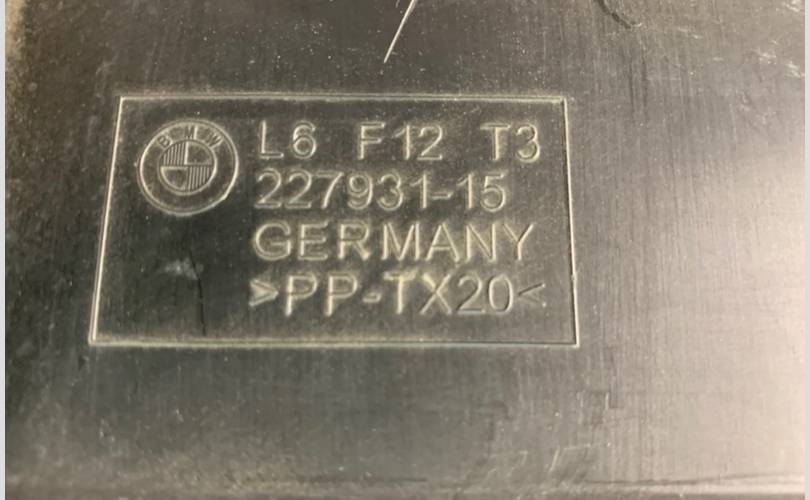 BMW
L6 F12 T3
227931-15
GERMANY
>PP-TX20<